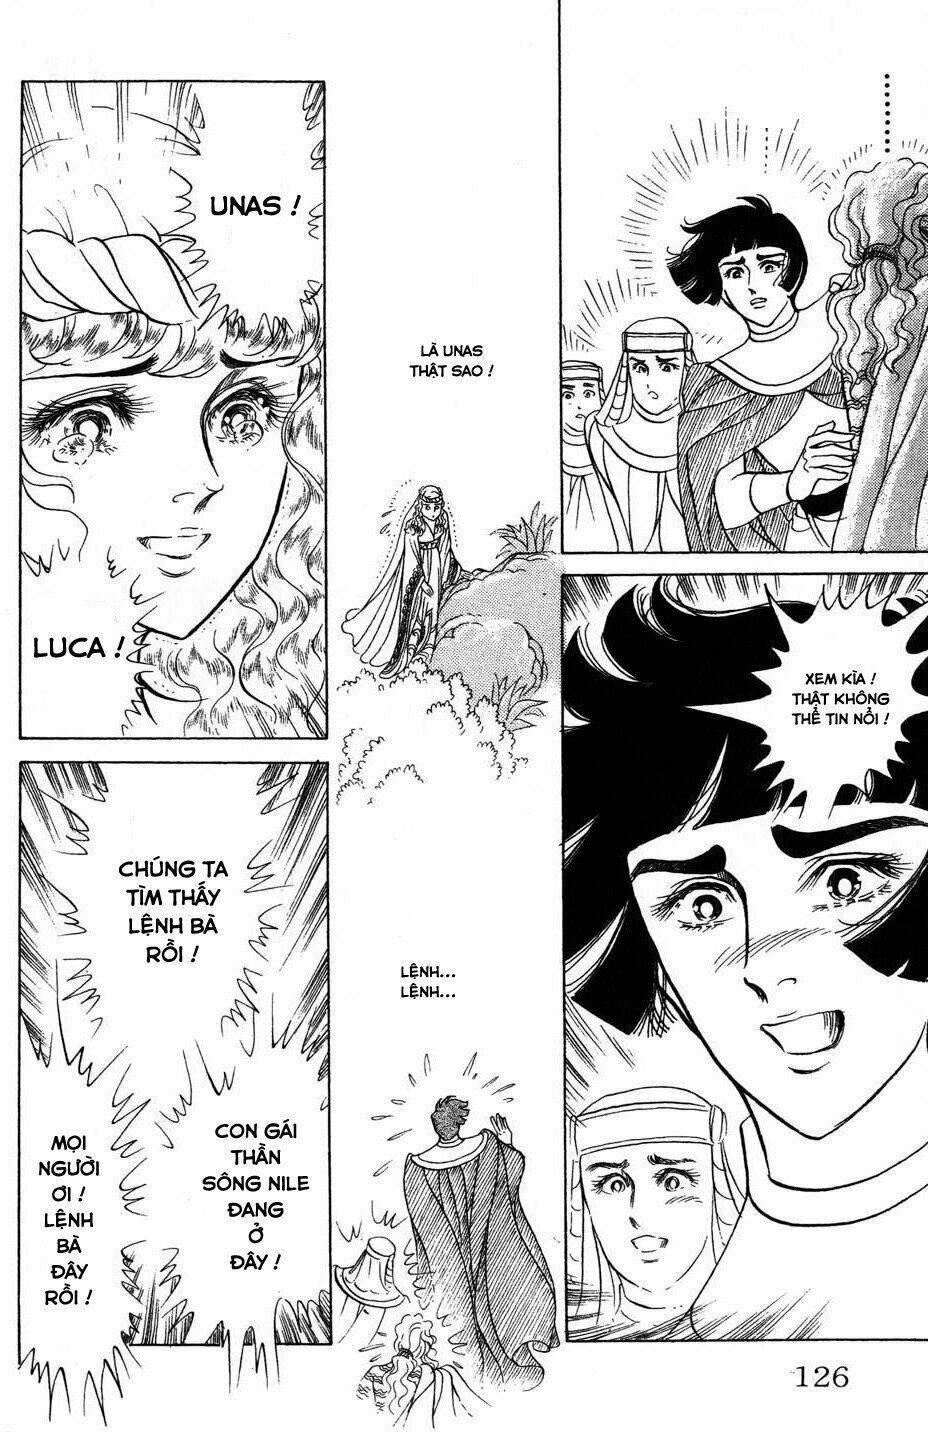 .........
XEM KÌA !
THẬT KHÔNG
THỂ TIN NỔI !
LÀ UNAS
THẬT SAO !
LỆNH...
LỆNH...
UNAS !
LUCA !
CHÚNG TA
TÌM THẤY
LỆNH BÀ
RỒI !
CON GÁI
THẦN
SÔNG NILE
ĐANG
Ở
ĐÂY !
MỌI
NGƯỜI
ƠI !
LỆNH
BÀ
ĐÂY
RỒI !
126